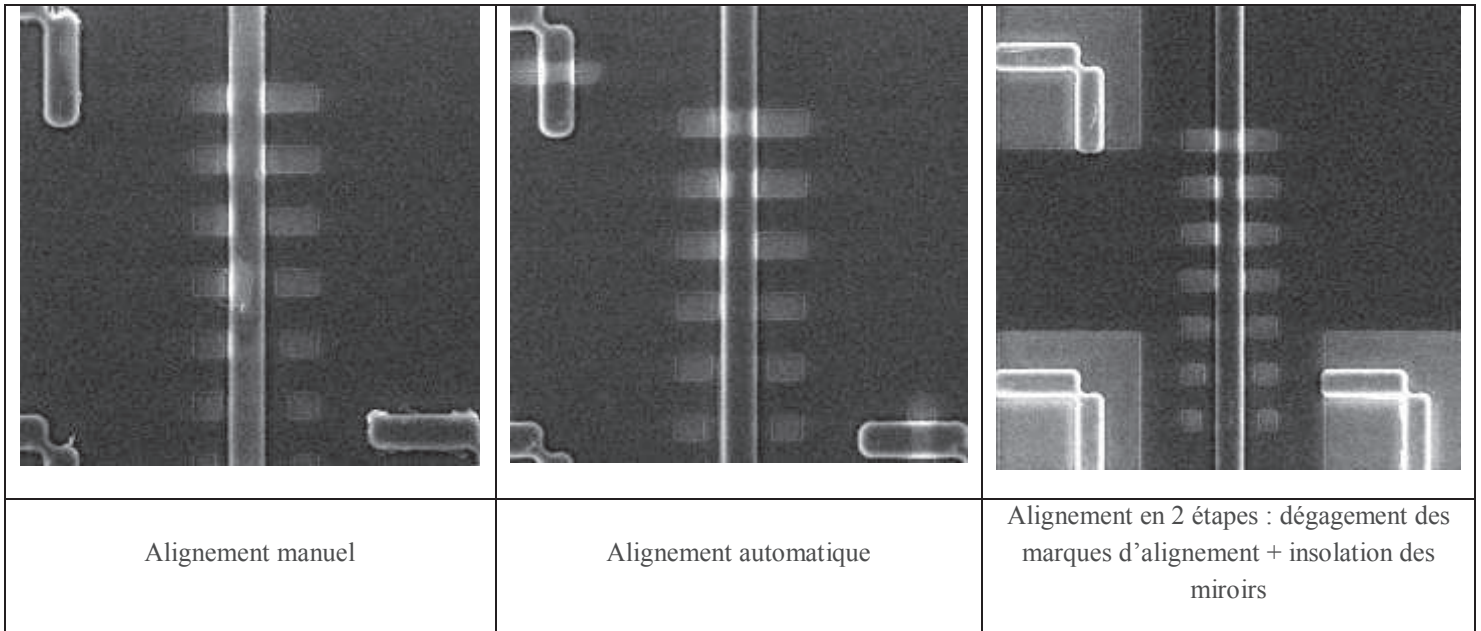 Alignement manuel
Alignement automatique
Alignement en 2 étapes : dégagement des
marques d’alignement + insolation des
miroirs